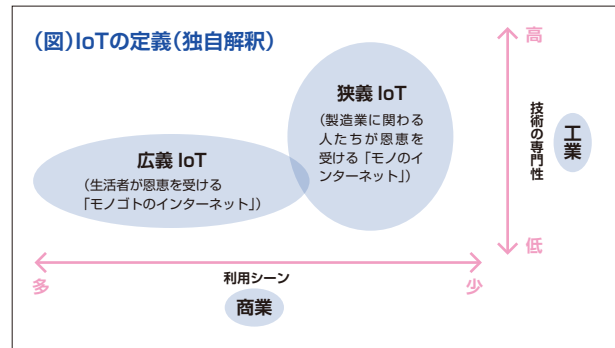 (図)IoTの定義(独自解釈)
狭義 IoT
(製造業に関わる
人たちが恩恵を
受ける「モノのイ
ンターネット」)
広義 IoT
(生活者が恩恵を受ける
「モノゴトのインターネット」)
高
技術の専門性
工業
低
利用シーン
多
少
商業